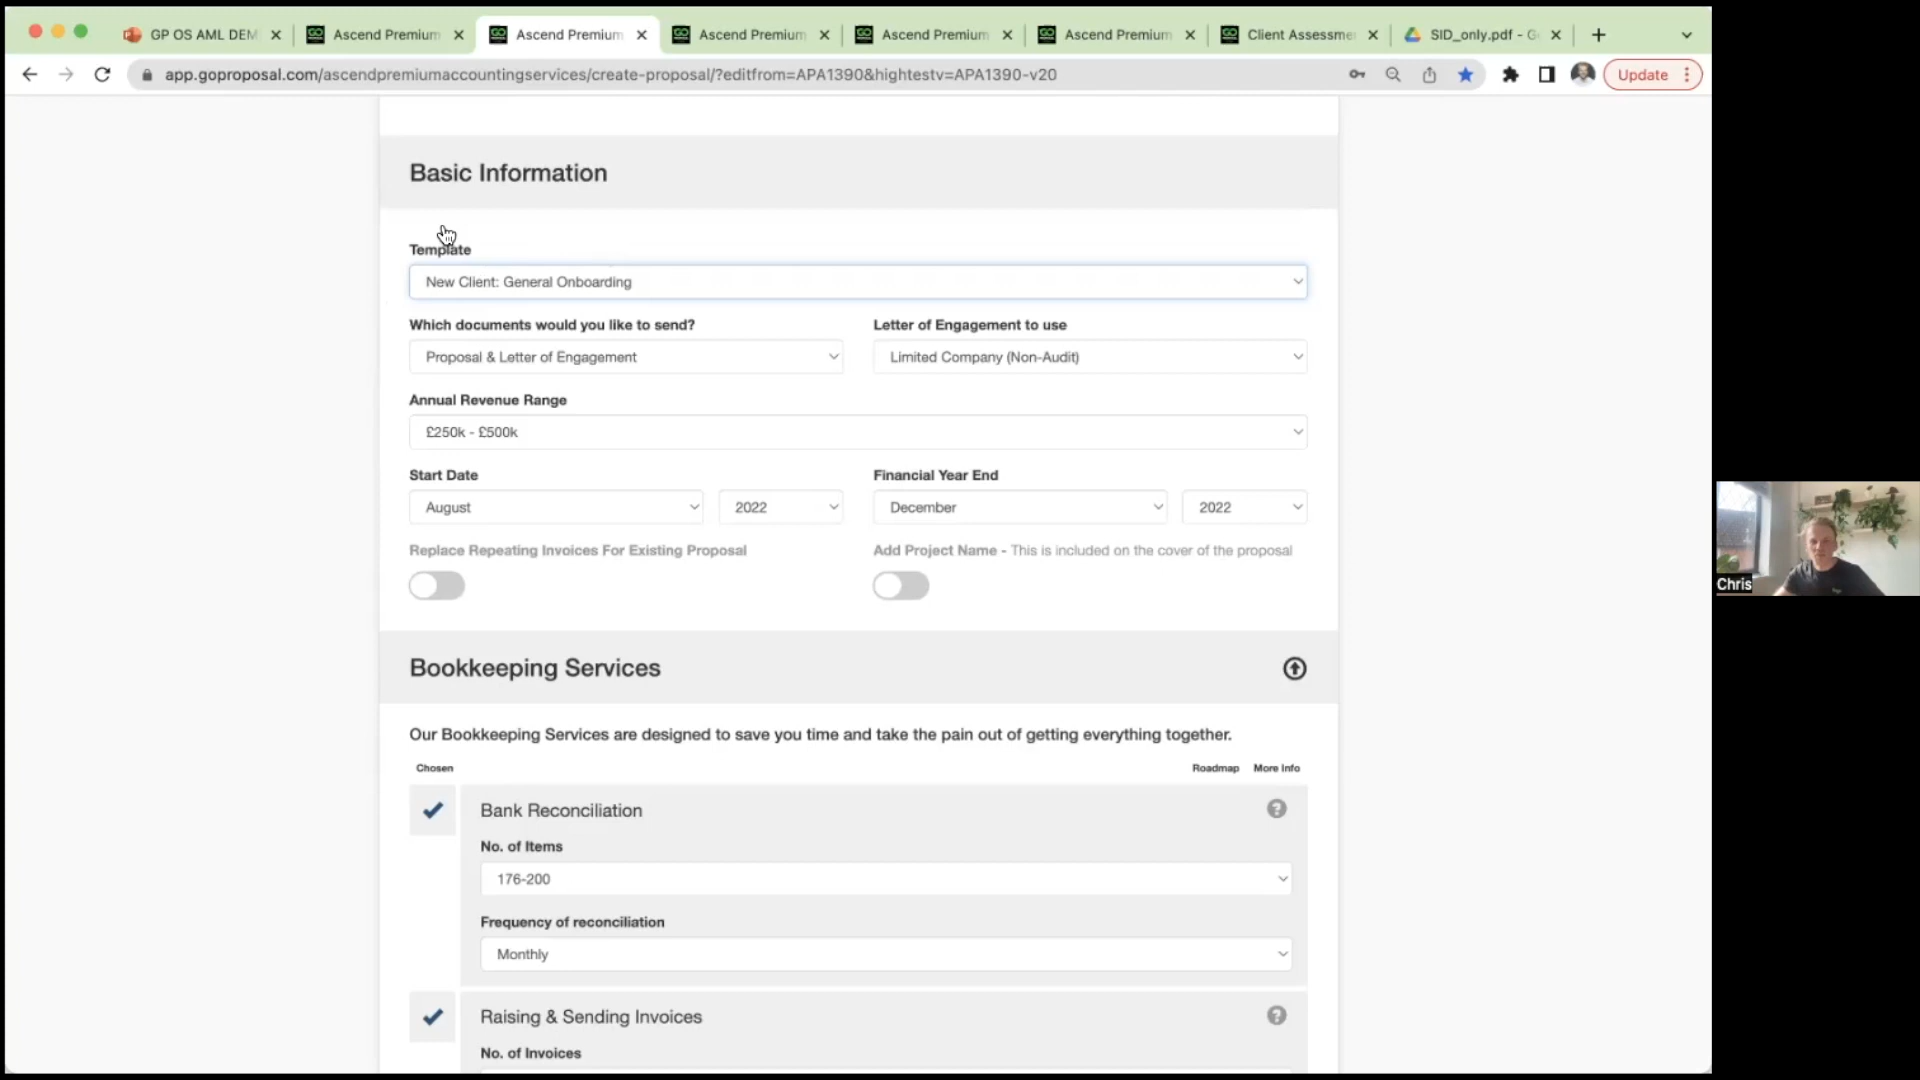 GP OS AML DEM
Ascend Premium
Ascend Premium
Ascend Premium
Ascend Premium
Ascend Premium
Client Assessme
SID_only.pdf - G
app.goproposal.com/ascendpremiumaccountingservices/create-proposal/?editfrom=APA1390&hightestv=APA1390-v20
Update
Basic Information
Template
New Client: General Onboarding
Which documents would you like to send?
Letter of Engagement to use
Proposal & Letter of Engagement
Limited Company (Non-Audit)
Annual Revenue Range
£250k - £500k
Start Date
Financial Year End
August
2022
December
2022
Replace Repeating Invoices For Existing Proposal
Add Project Name - This is included on the cover of the proposal
Chris
Bookkeeping Services
Our Bookkeeping Services are designed to save you time and take the pain out of getting everything together.
Chosen
Roadmap
More Info
Bank Reconciliation
No. of Items
176-200
Frequency of reconciliation
Monthly
Raising & Sending Invoices
No. of Invoices